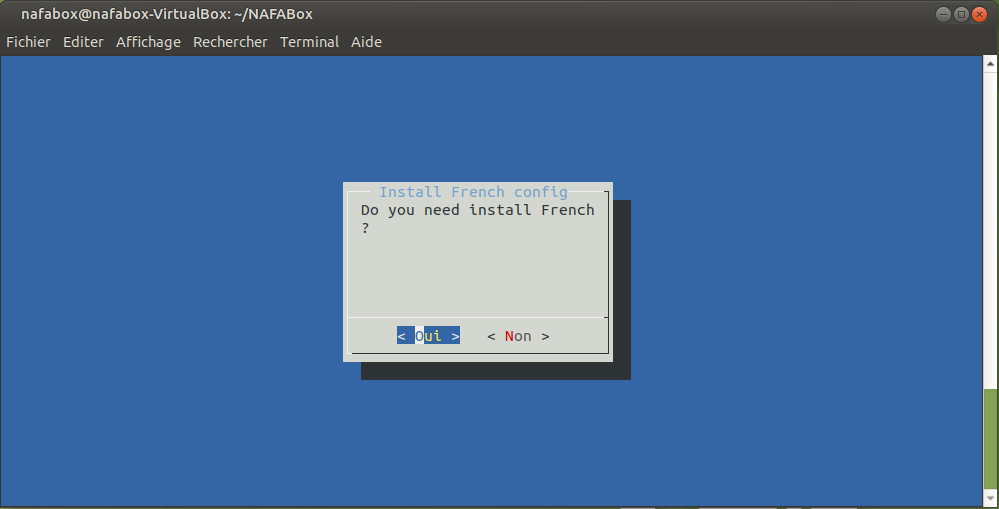 nafabox@nafabox-VirtualBox: ~/NAFABox
Fichier Editer Affichage Rechercher Terminal Aide
Install French config
Do you need install French
?
< Oui > < Non >